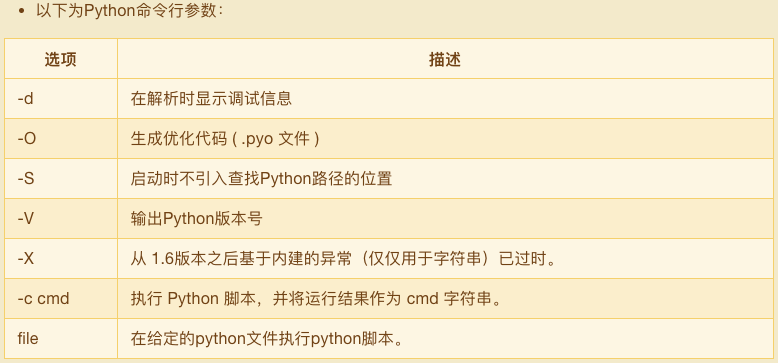 以下为Python命令行参数：
选项 描述
-d 在解析时显示调试信息
-O 生成优化代码 ( .pyo 文件 )
-S 启动时不引入查找Python路径的位置
-V 输出Python版本号
-X 从 1.6版本之后基于内建的异常（仅仅用于字符串）已过时。
-c cmd 执行 Python 脚本，并将运行结果作为 cmd 字符串。
file 在给定的python文件执行python脚本。